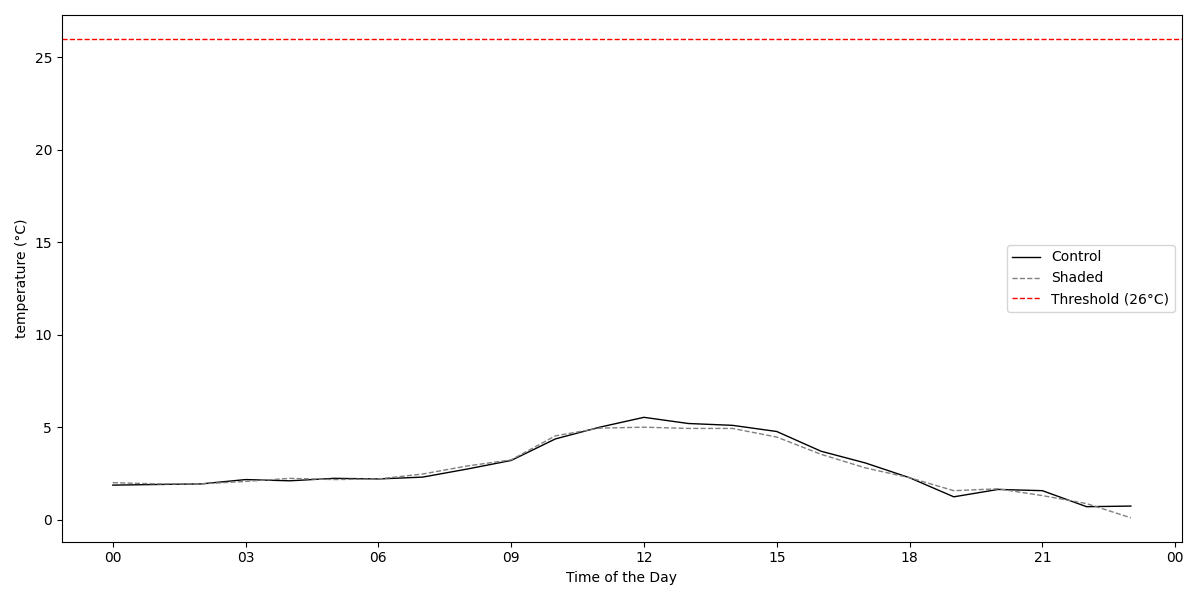 25
20
15
10
5
0
temperature (°C)
Control
Shaded
Threshold (26°C)
00 03 06 09 12 15 18 21 00
Time of the Day